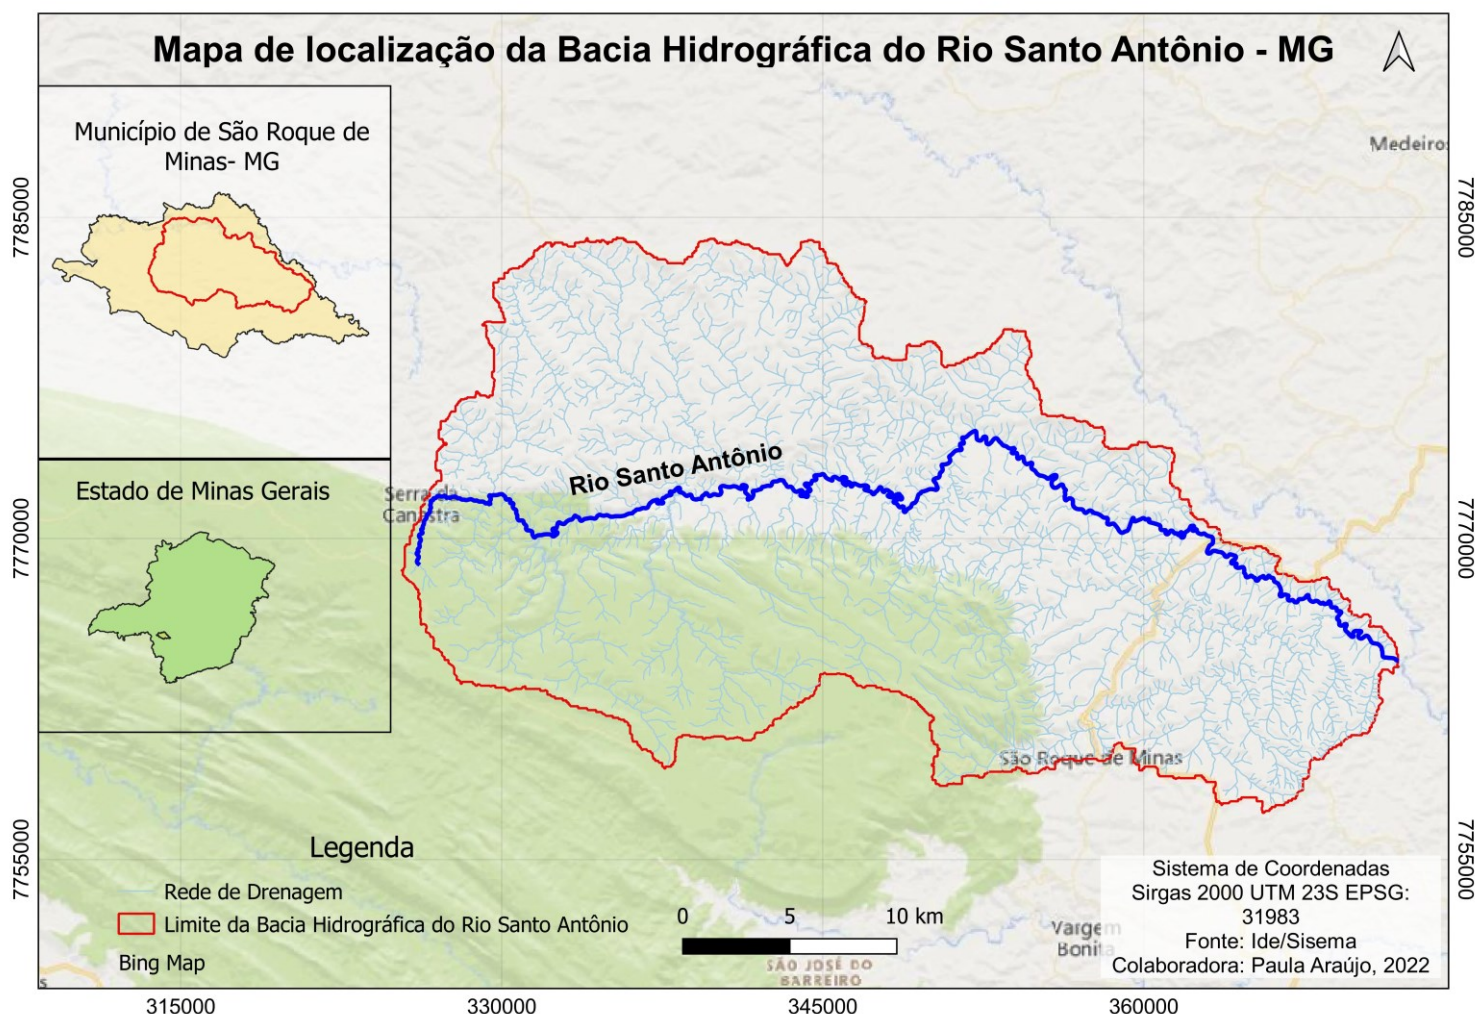 Mapa de localização da Bacia Hidrográfica do Rio Santo Antônio - MG
Município de São Roque de
Minas- MG
Medeiros
7785000
7785000
Estado de Minas Gerais
Serra da
Canastra
Rio Santo Antônio
7770000
7770000
São Roque de Minas
Legenda
Rede de Drenagem
Limite da Bacia Hidrográfica do Rio Santo Antônio
Bing Map
7755000
7755000
0 5 10 km
SÃO JOSÉ DO
BARREIRO
Vargem
Bonita
Sistema de Coordenadas
Sirgas 2000 UTM 23S EPSG:
31983
Fonte: Ide/Sisema
Colaboradora: Paula Araújo, 2022
s
315000 330000 345000 360000